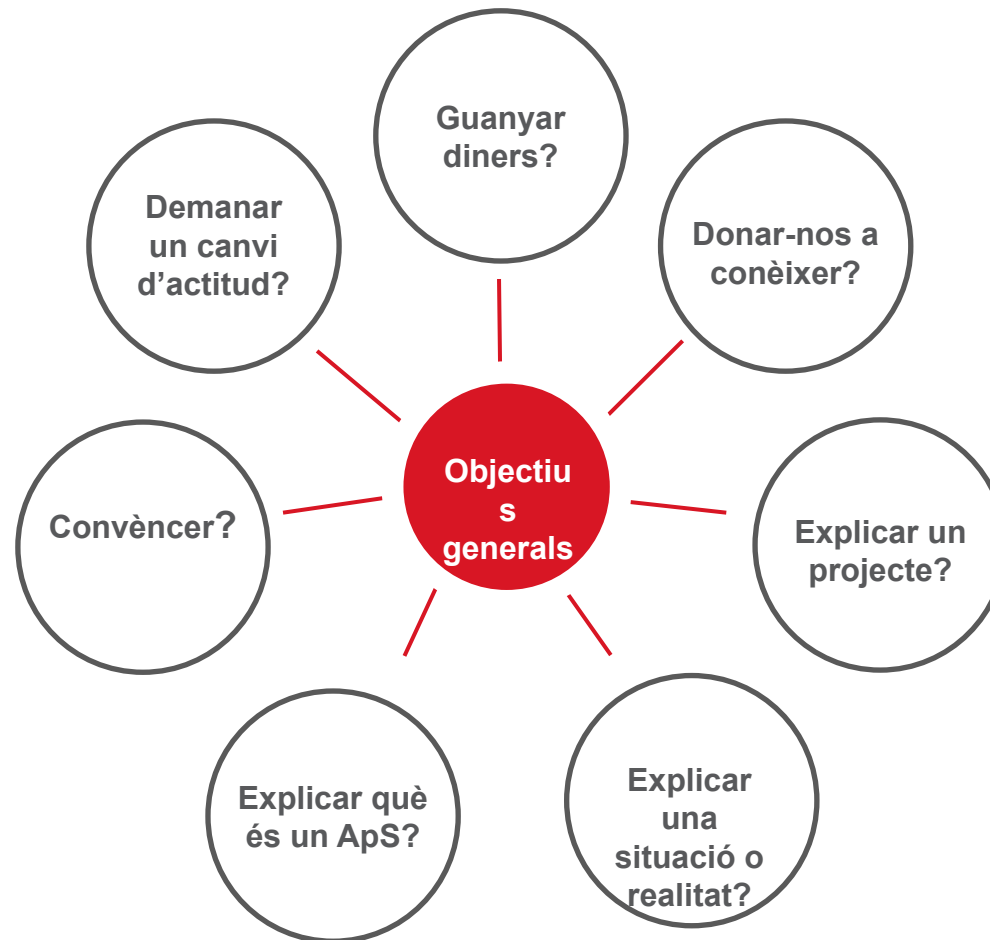 Guanyar
diners?
Donar-nos a
conèixer?
Explicar un
projecte?
Explicar
una
situació o
realitat?
Explicar què
és un ApS?
Convèncer?
Demanar
un canvi
d’actitud?
Objectiu
s
generals